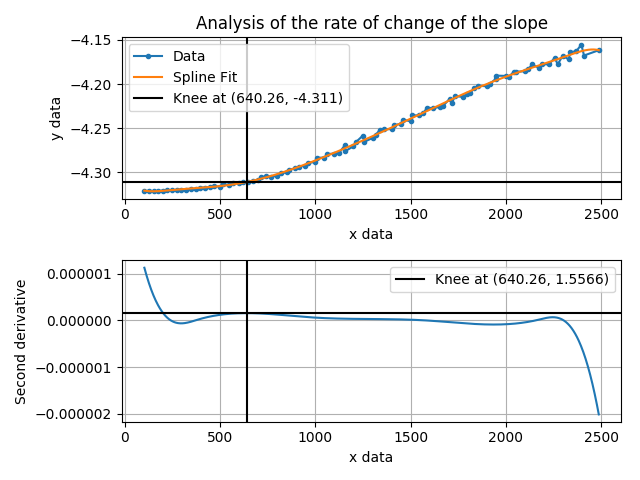 Analysis of the rate of change of the slope
−4.15
−4.20
−4.25
−4.30
y data
Data
Spline Fit
Knee at (640.26, -4.311)
0
500
1000
1500
2000
2500
x data
0.000001
0.000000
−0.000001
−0.000002
Second derivative
Knee at (640.26, 1.5566)
0
500
1000
1500
2000
2500
x data